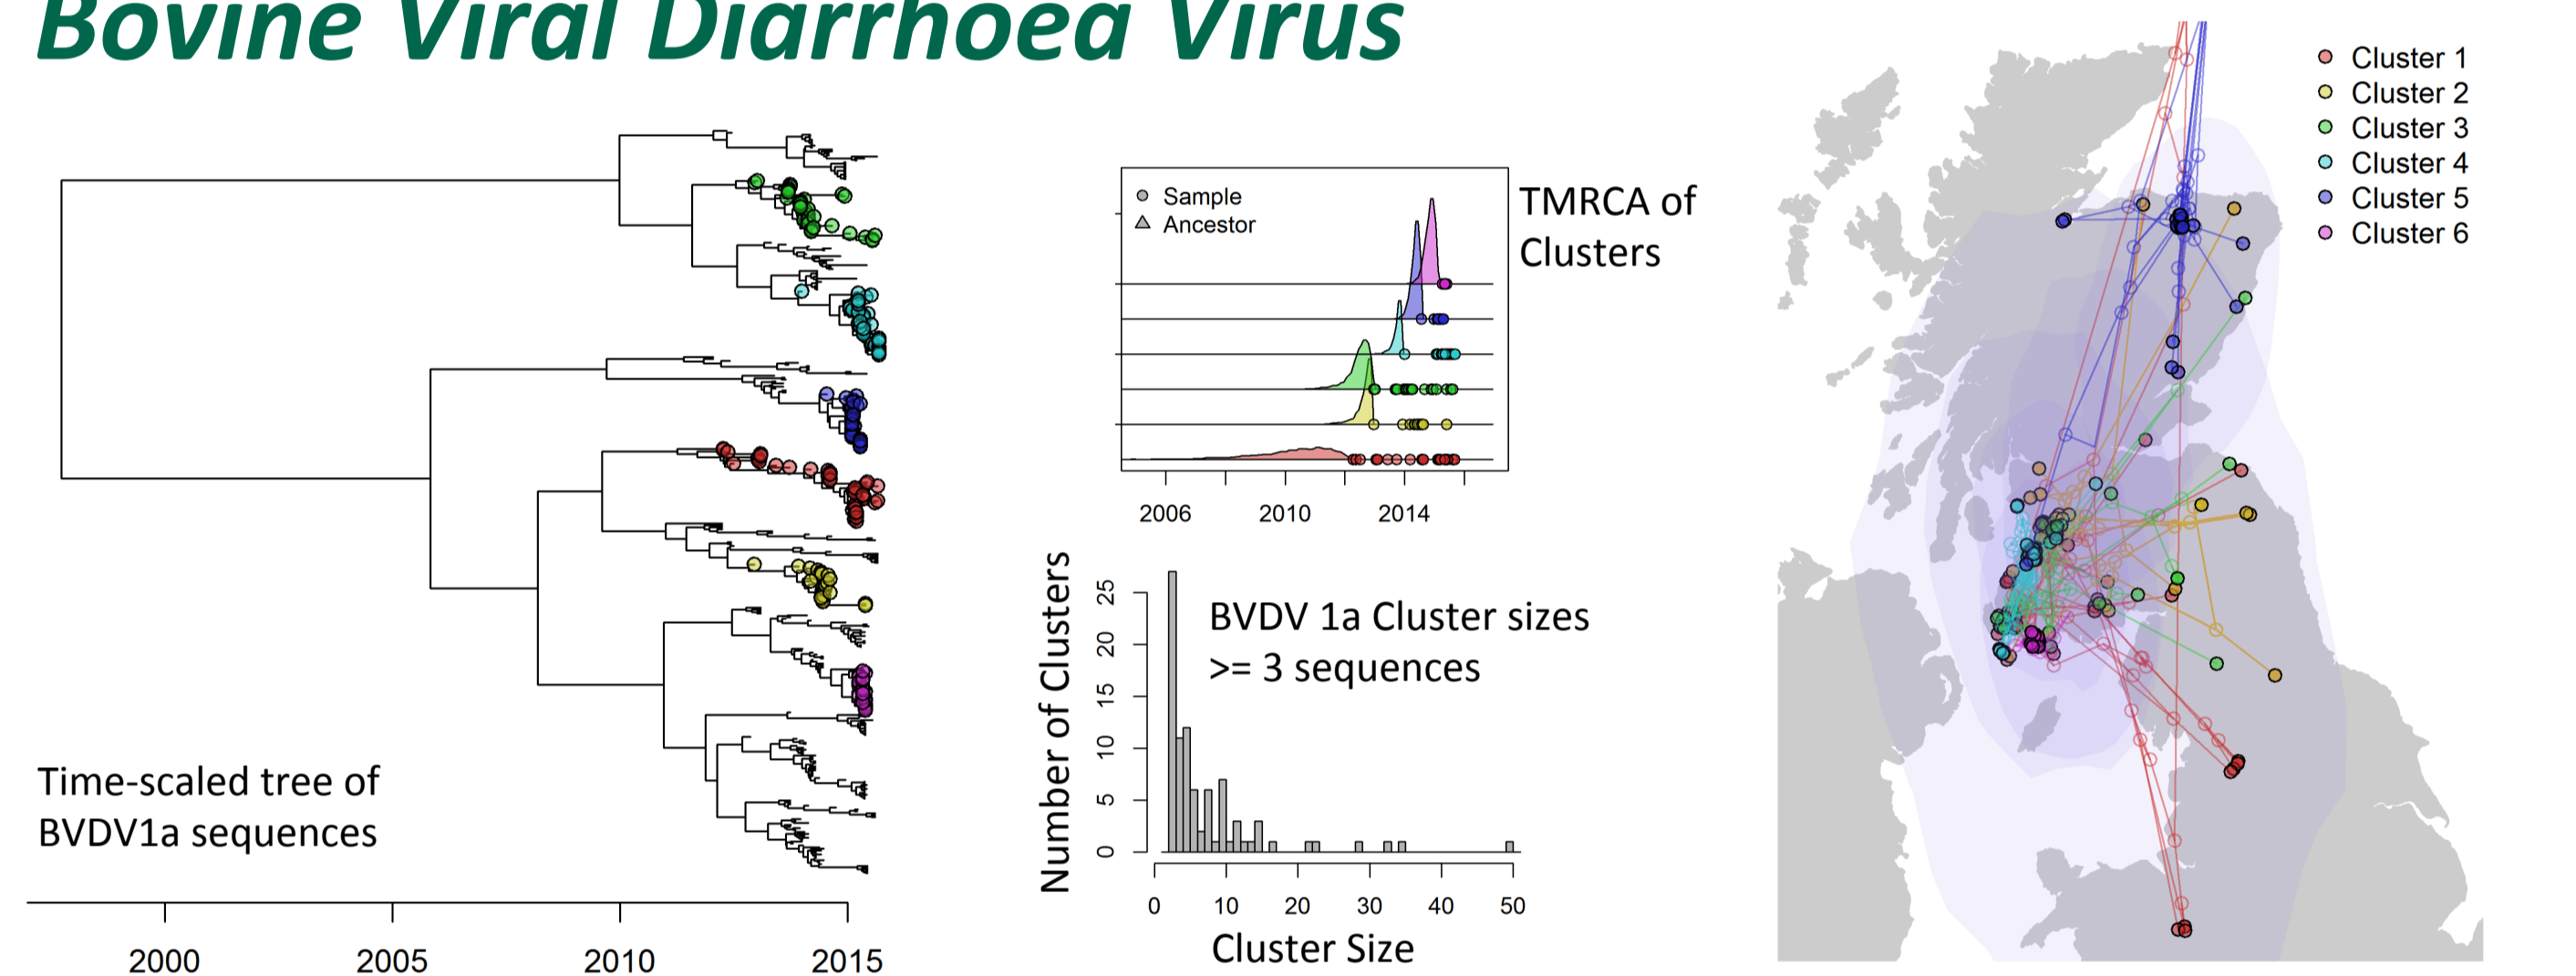 Bovine Viral Diarrhoea Virus
Time-scaled tree of
BVDV1a sequences
2000
2005
2010
2015
Sample
Ancestor
2006
2010
2014
TMRCA of
Clusters
BVDV 1a Cluster sizes
>= 3 sequences
Number of Clusters
25
20
15
10
5
0
0
10
20
30
40
50
Cluster Size
Cluster 1
Cluster 2
Cluster 3
Cluster 4
Cluster 5
Cluster 6